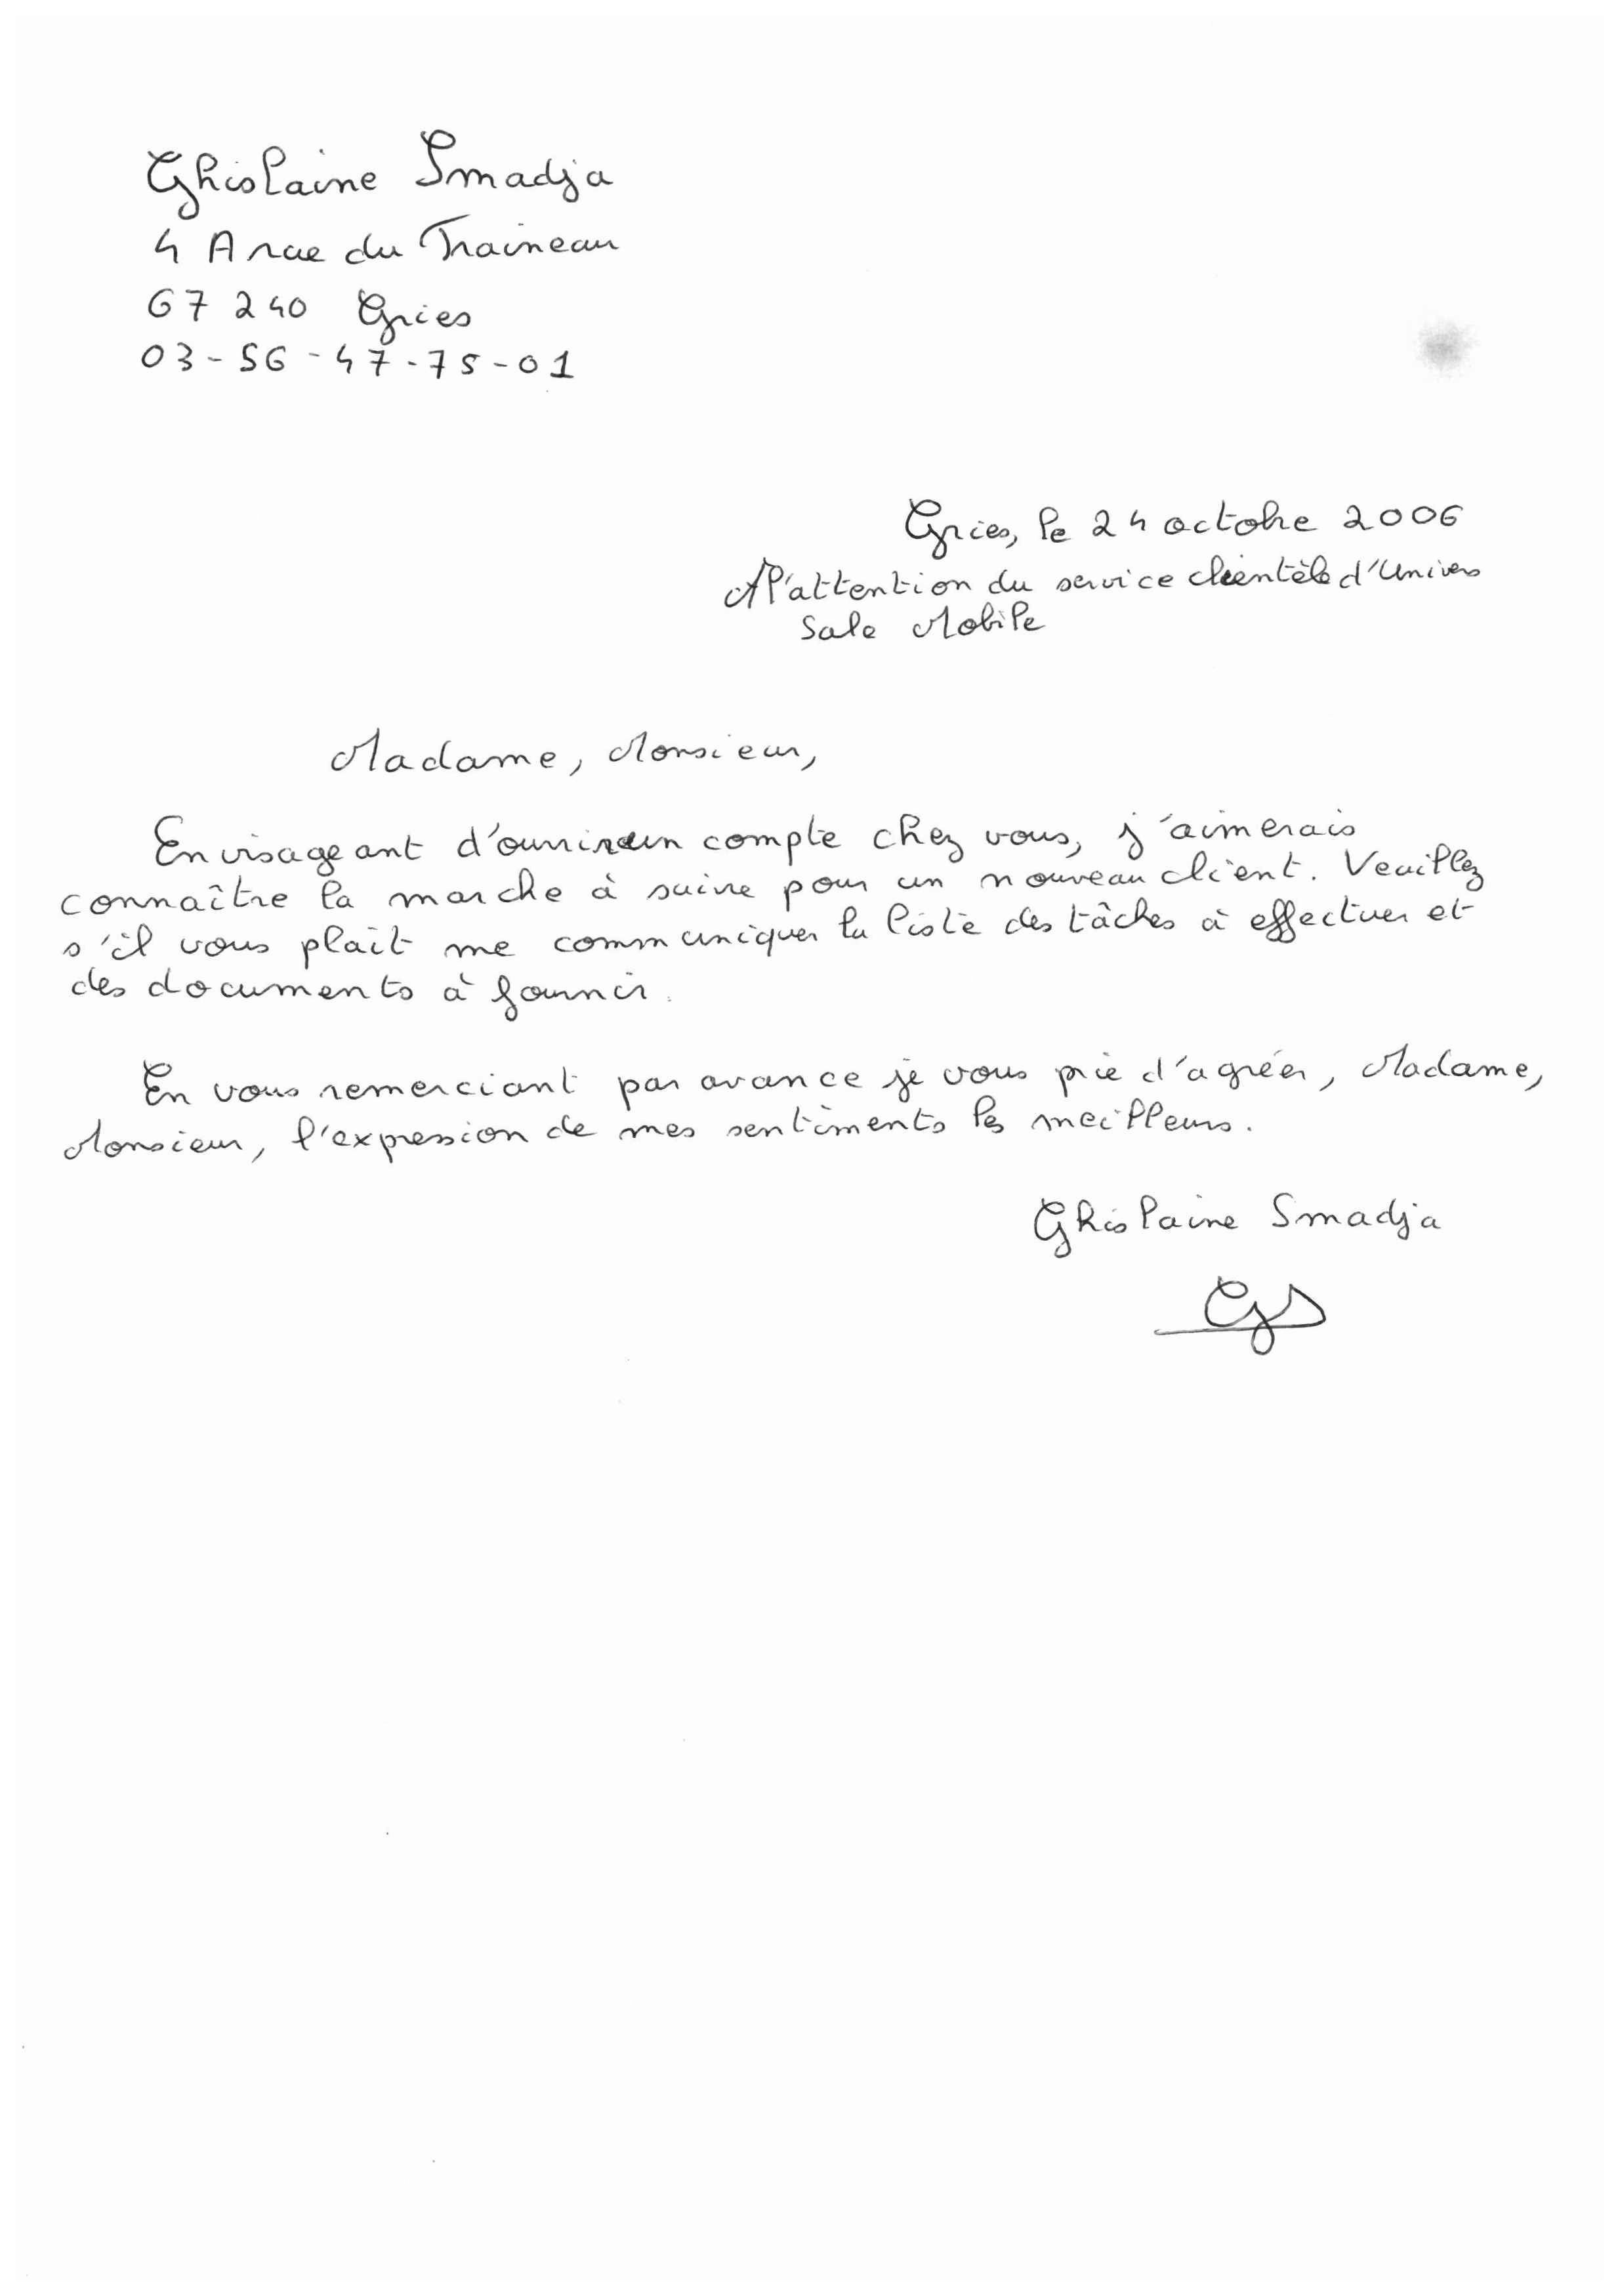 Ghislaine Smadja
4 A rue du Traineau
67 240 Gries
03-56-47-75-01
Gries, le 24 octobre 2006
A l'attention du service clientèle d'Univers
Sale Mobile
Madame, Monsieur,
Envisageant d'ouvrir un compte chez vous, j'aimerais
connaître la marche à suivre pour un nouveau client. Veuillez
s'il vous plait me communiquer la liste des tâches à effectuer et
des documents à fournir.
En vous remerciant par avance je vous prie d'agréer, Madame,
Monsieur, l'expression de mes sentiments les meilleurs.
Ghislaine Smadja
GS